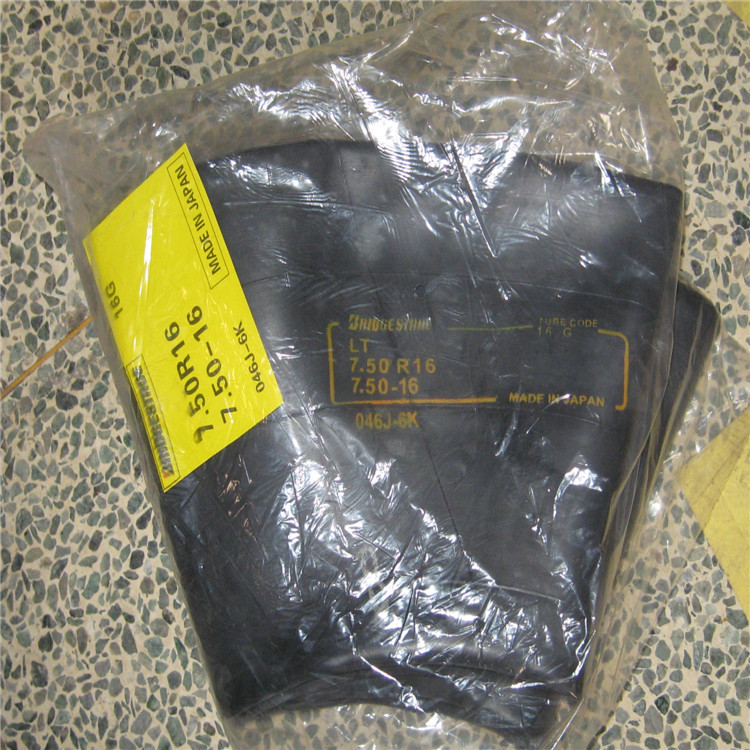 MADE IN JAPAN
16G
7.50R16
7.50-16
046J-6K
BRIDGESTONE
BRIDGESTONE
TUBE CODE
16 G
LT
7.50 R16
7.50-16
MADE IN JAPAN
046J-6K